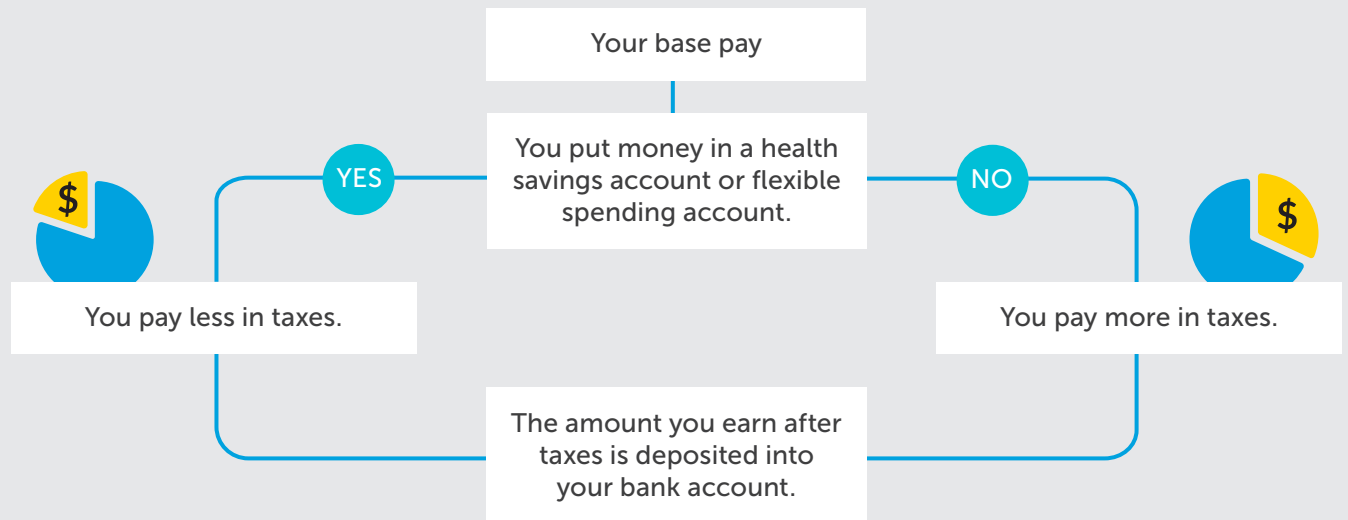 Your base pay
You put money in a health
savings account or flexible
spending account.
YES
NO
$
$
You pay less in taxes.
You pay more in taxes.
The amount you earn after
taxes is deposited into
your bank account.